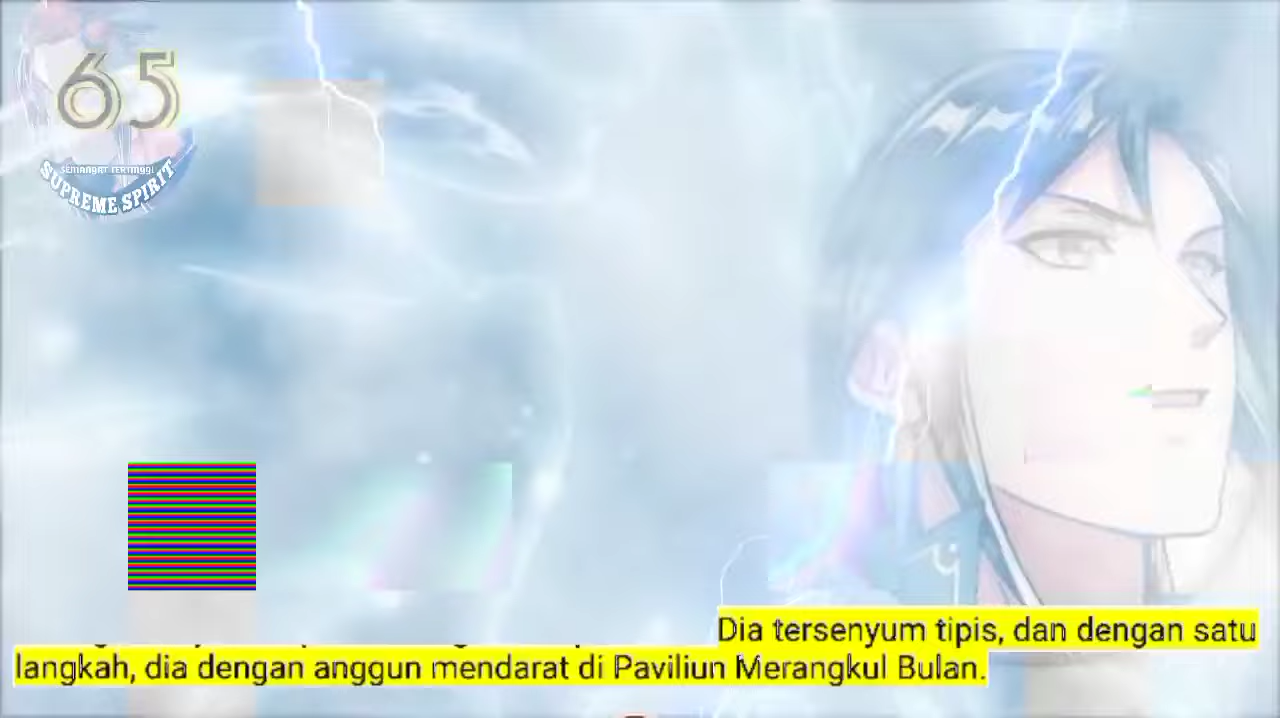 65
SEMANGAT TERTINGGI
SUPREME SPIRIT
Dia tersenyum tipis, dan dengan satu
langkah, dia dengan anggun mendarat di Paviliun Merangkul Bulan.